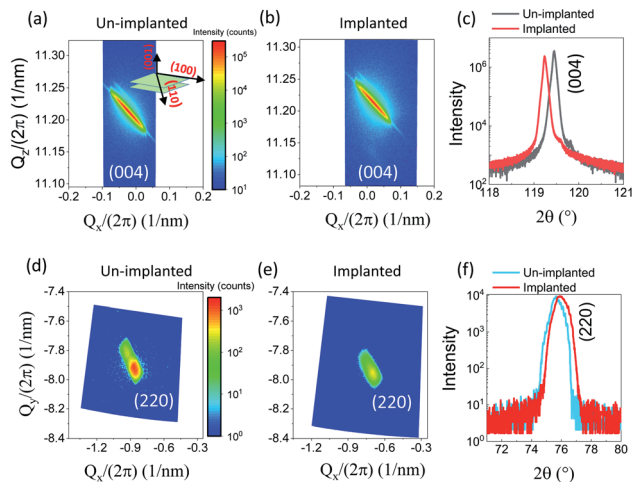 (a) Un-implanted Intensity (counts)
11.30
11.25
11.20
11.15
11.10
Q_z/(2π) (1/nm)
(001)
(100)
(1̄10)
(004)
10^5
10^4
10^3
10^2
10^1
-0.2 -0.1 0.0 0.1 0.2
Q_x/(2π) (1/nm)
(b) Implanted
11.30
11.25
11.20
11.15
11.10
(004)
-0.2 -0.1 0.0 0.1 0.2
Q_x/(2π) (1/nm)
(c) Un-implanted
Implanted
(004)
Intensity
10^6
10^4
10^2
118 119 120 121
2θ (°)
(d) Un-implanted Intensity (counts)
-7.4
-7.6
-7.8
-8.0
-8.2
-8.4
Q_y/(2π) (1/nm)
(220)
10^3
10^2
10^1
10^0
-1.2 -0.9 -0.6 -0.3
Q_x/(2π) (1/nm)
(e) Implanted
-7.4
-7.6
-7.8
-8.0
-8.2
-8.4
(220)
-1.2 -0.9 -0.6 -0.3
Q_x/(2π) (1/nm)
(f) Un-implanted
Implanted
(220)
Intensity
10^4
10^3
10^2
10^1
10^0
72 74 76 78 80
2θ (°)